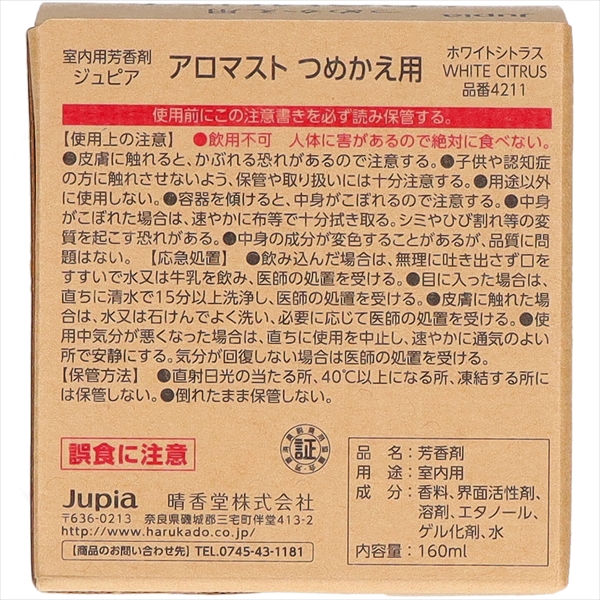 室内用芳香剤
ジュピア
アロマスト つめかえ用
ホワイトシトラス
WHITE CITRUS
品番4211
使用前にこの注意書きを必ず読み保管する。
【使用上の注意】 ●飲用不可 人体に害があるので絶対に食べない。
●皮膚に触れると、かぶれる恐れがあるので注意する。●子供や認知症
の方に触れさせないよう、保管や取り扱いには十分注意する。●用途以外
に使用しない。●容器を傾けると、中身がこぼれるので注意する。●中身
がこぼれた場合は、速やかに布等で十分拭き取る。シミやひび割れ等の変
質を起こす恐れがある。●中身の成分が変色することがあるが、品質に問
題はない。【応急処置】 ●飲み込んだ場合は、無理に吐き出さず口を
すすいで水又は牛乳を飲み、医師の処置を受ける。●目に入った場合は、
直ちに清水で15分以上洗浄し、医師の処置を受ける。●皮膚に触れた場
合は、水又は石けんでよく洗い、必要に応じて医師の処置を受ける。●使
用中気分が悪くなった場合は、直ちに使用を中止し、速やかに通気のよい
所で安静にする。気分が回復しない場合は医師の処置を受ける。
【保管方法】 ●直射日光の当たる所、40℃以上になる所、凍結する所に
は保管しない。●倒れたまま保管しない。
誤食に注意
証
品 名：芳香剤
用 途：室内用
成 分：香料、界面活性剤、
溶剤、エタノール、
ゲル化剤、水
内容量：160ml
Jupia 晴香堂株式会社
〒636-0213 奈良県磯城郡三宅町伴堂413-2
http://www.harukado.co.jp/
【商品のお問い合わせ先】 TEL.0745-43-1181